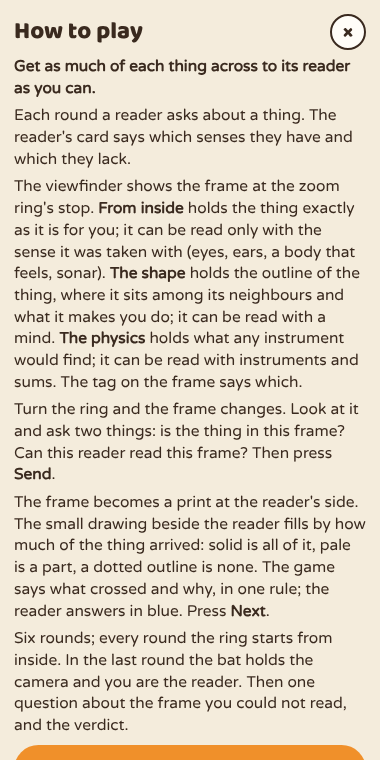 How to play
×
Get as much of each thing across to its reader
as you can.
Each round a reader asks about a thing. The
reader's card says which senses they have and
which they lack.
The viewfinder shows the frame at the zoom
ring's stop. From inside holds the thing exactly
as it is for you; it can be read only with the
sense it was taken with (eyes, ears, a body that
feels, sonar). The shape holds the outline of the
thing, where it sits among its neighbours and
what it makes you do; it can be read with a
mind. The physics holds what any instrument
would find; it can be read with instruments and
sums. The tag on the frame says which.
Turn the ring and the frame changes. Look at it
and ask two things: is the thing in this frame?
Can this reader read this frame? Then press
Send.
The frame becomes a print at the reader's side.
The small drawing beside the reader fills by how
much of the thing arrived: solid is all of it, pale
is a part, a dotted outline is none. The game
says what crossed and why, in one rule; the
reader answers in blue. Press Next.
Six rounds; every round the ring starts from
inside. In the last round the bat holds the
camera and you are the reader. Then one
question about the frame you could not read,
and the verdict.